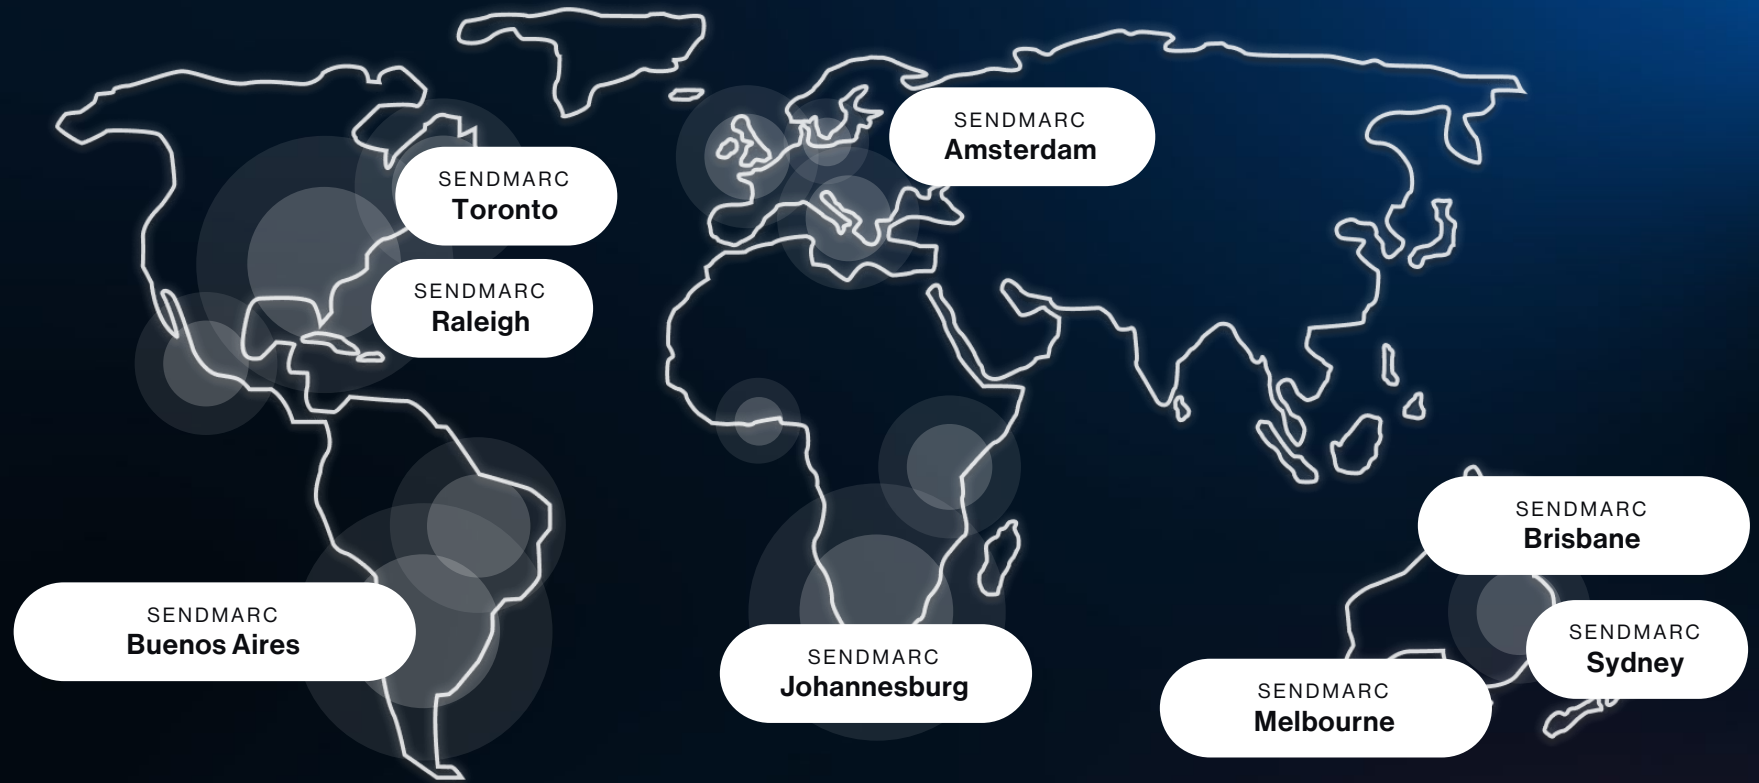 SENDMARC
Amsterdam
SENDMARC
Toronto
SENDMARC
Raleigh
SENDMARC
Brisbane
SENDMARC
Buenos Aires
SENDMARC
Sydney
SENDMARC
Johannesburg
SENDMARC
Melbourne